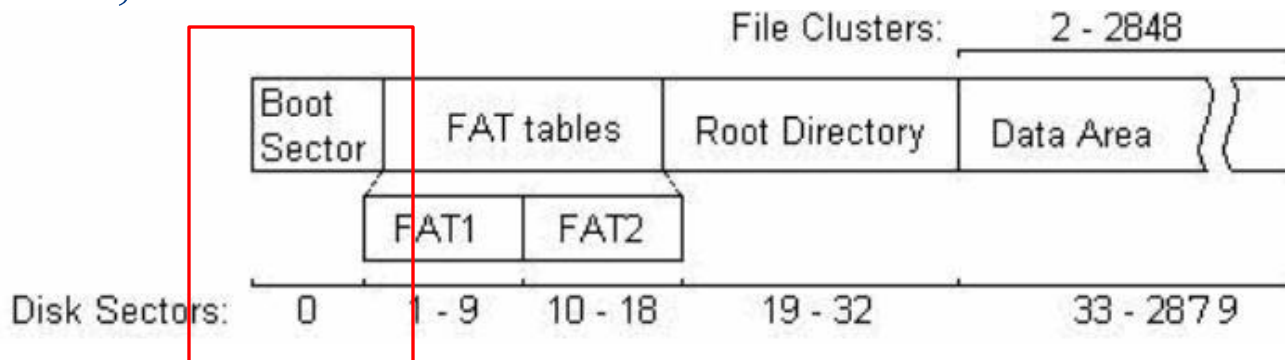 File Clusters: 2 - 2848
Boot Sector
FAT tables
Root Directory
Data Area
FAT1
FAT2
Disk Sectors: 0 1 - 9 10 - 18 19 - 32 33 - 2879